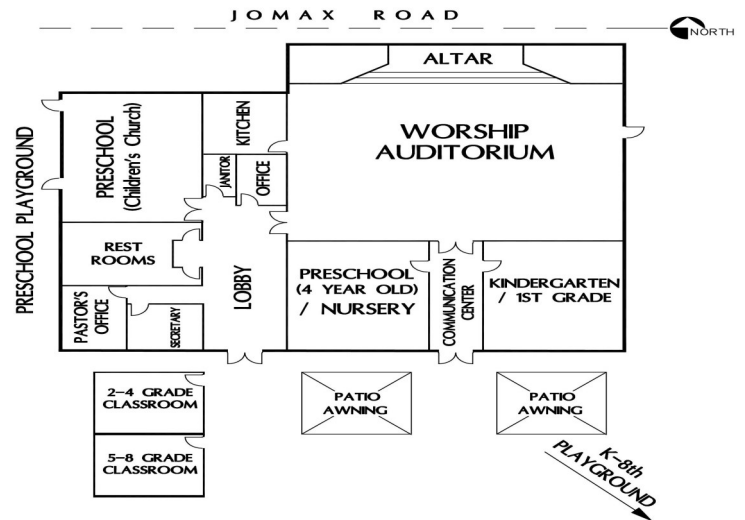 JOMAX ROAD
NORTH
ALTAR
WORSHIP
AUDITORIUM
KITCHEN
JANITOR
OFFICE
PRESCHOOL
(Children's Church)
PRESCHOOL PLAYGROUND
REST
ROOMS
LOBBY
PASTOR'S
OFFICE
SECRETARY
PRESCHOOL
(4 YEAR OLD)
/ NURSERY
COMMUNICATION
CENTER
KINDERGARTEN
/ 1ST GRADE
2-4 GRADE
CLASSROOM
5-8 GRADE
CLASSROOM
PATIO
AWNING
PATIO
AWNING
K-8th
PLAYGROUND